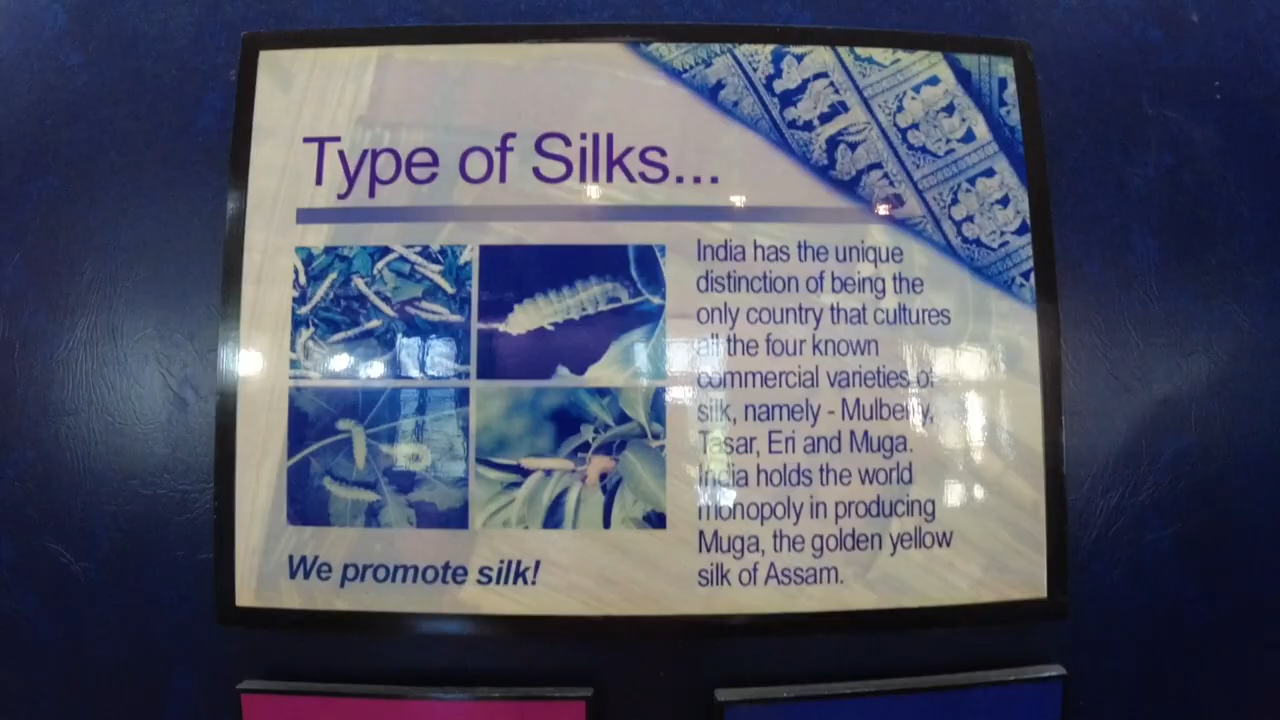 Type of Silks...
India has the unique
distinction of being the
only country that cultures
all the four known
commercial varieties of
silk, namely - Mulberry,
Tasar, Eri and Muga.
India holds the world
monopoly in producing
Muga, the golden yellow
silk of Assam.
We promote silk!